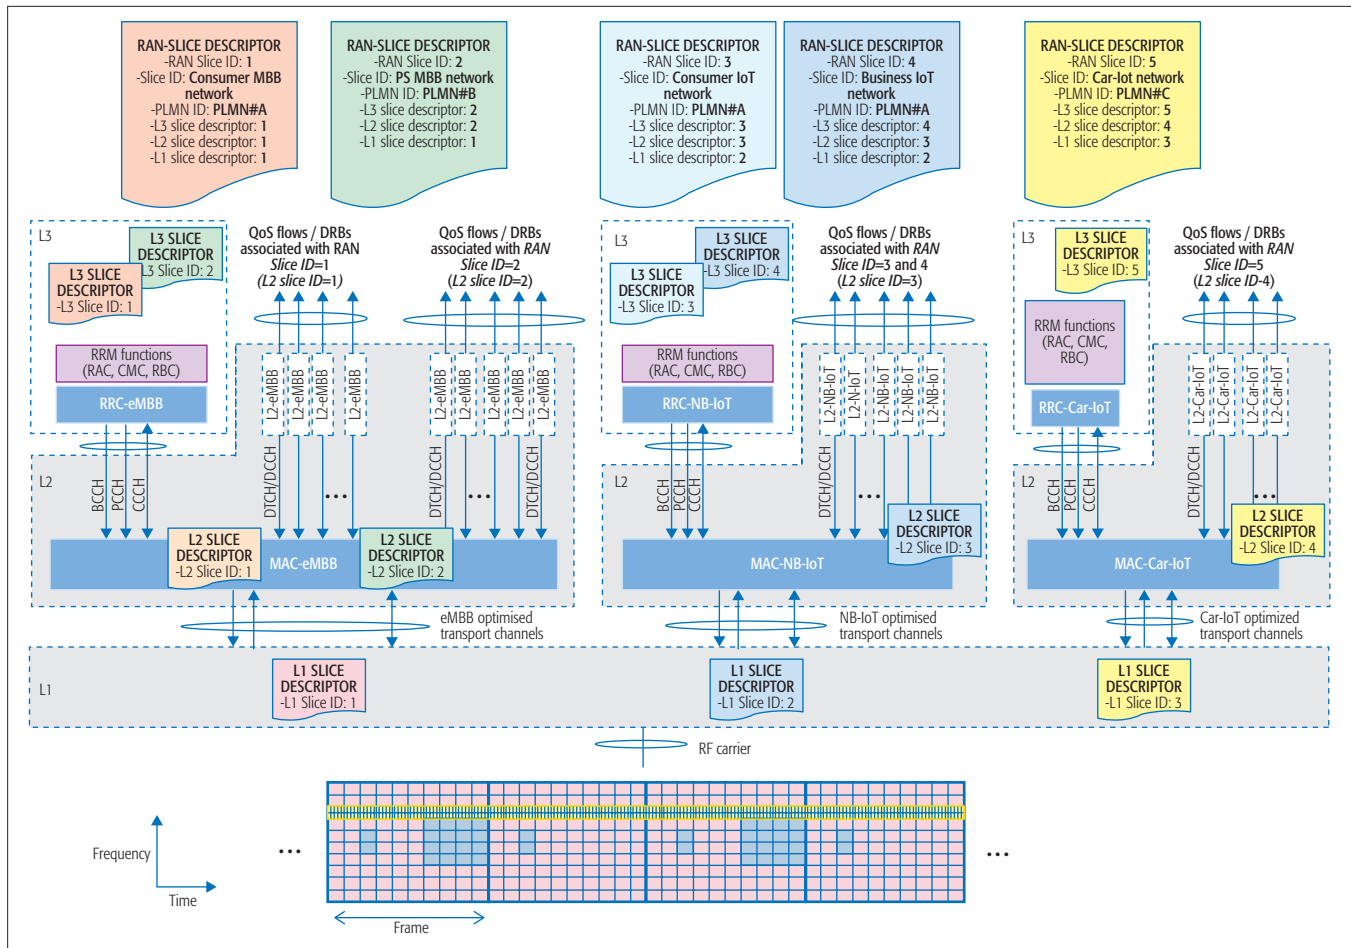 RAN-SLICE DESCRIPTOR
-RAN Slice ID: 1
-Slice ID: Consumer MBB
network
-PLMN ID: PLMN#A
-L3 slice descriptor: 1
-L2 slice descriptor: 1
-L1 slice descriptor: 1
RAN-SLICE DESCRIPTOR
-RAN Slice ID: 2
-Slice ID: PS MBB network
-PLMN ID: PLMN#B
-L3 slice descriptor: 2
-L2 slice descriptor: 2
-L1 slice descriptor: 1
RAN-SLICE DESCRIPTOR
-RAN Slice ID: 3
-Slice ID: Consumer IoT
network
-PLMN ID: PLMN#A
-L3 slice descriptor: 3
-L2 slice descriptor: 3
-L1 slice descriptor: 2
RAN-SLICE DESCRIPTOR
-RAN Slice ID: 4
-Slice ID: Business IoT
network
-PLMN ID: PLMN#A
-L3 slice descriptor: 4
-L2 slice descriptor: 3
-L1 slice descriptor: 2
RAN-SLICE DESCRIPTOR
-RAN Slice ID: 5
-Slice ID: Car-Iot network
-PLMN ID: PLMN#C
-L3 slice descriptor: 5
-L2 slice descriptor: 4
-L1 slice descriptor: 3
L3
L3 SLICE
DESCRIPTOR
-L3 Slice ID: 2
L3 SLICE
DESCRIPTOR
-L3 Slice ID: 1
RRM functions
(RAC, CMC, RBC)
RRC-eMBB
QoS flows / DRBs
associated with RAN
Slice ID=1
(L2 slice ID=1)
QoS flows / DRBs
associated with RAN
Slice ID=2
(L2 slice ID=2)
L2-eMBB
L2-eMBB
L2-eMBB
L2-eMBB
L2-eMBB
L2-eMBB
L2-eMBB
L2-eMBB
L2-eMBB
L2
BCCH
PCCH
CCCH
DTCH/DCCH
...
DTCH/DCCH
...
DTCH/DCCH
L2 SLICE
DESCRIPTOR
-L2 Slice ID: 1
MAC-eMBB
L2 SLICE
DESCRIPTOR
-L2 Slice ID: 2
eMBB optimised
transport channels
L3
L3 SLICE
DESCRIPTOR
-L3 Slice ID: 4
L3 SLICE
DESCRIPTOR
-L3 Slice ID: 3
RRM functions
(RAC, CMC, RBC)
RRC-NB-IoT
QoS flows / DRBs
associated with RAN
Slice ID=3 and 4
(L2 slice ID=3)
L2-NB-IoT
L2-N-IoT
L2-NB-IoT
L2-NB-IoT
L2-NB-IoT
L2
BCCH
PCCH
CCCH
DTCH/DCCH
...
L2 SLICE
DESCRIPTOR
-L2 Slice ID: 3
MAC-NB-IoT
NB-IoT optimised
transport channels
L3
L3 SLICE
DESCRIPTOR
-L3 Slice ID: 5
RRM functions
(RAC, CMC,
RBC)
RRC-Car-IoT
QoS flows / DRBs
associated with RAN
Slice ID=5
(L2 slice ID-4)
L2-Car-IoT
L2-Car-IoT
L2-Car-IoT
L2-Car-IoT
L2
BCCH
PCCH
CCCH
DTCH/DCCH
...
L2 SLICE
DESCRIPTOR
-L2 Slice ID: 4
MAC-Car-IoT
Car-IoT optimized
transport channels
L1
L1 SLICE
DESCRIPTOR
-L1 Slice ID: 1
L1 SLICE
DESCRIPTOR
-L1 Slice ID: 2
L1 SLICE
DESCRIPTOR
-L1 Slice ID: 3
RF carrier
Frequency
Time
...
...
Frame